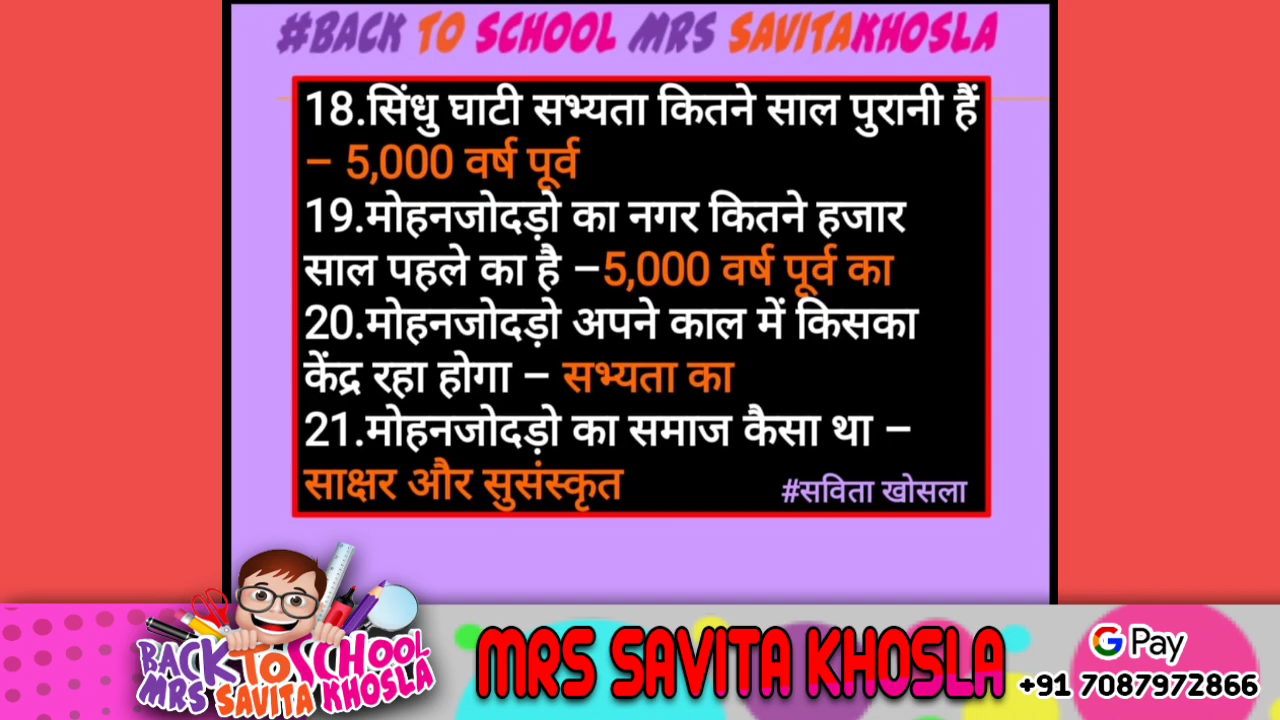 #BACK TO SCHOOL MRS SAVITAKHOSLA
18.सिंधु घाटी सभ्यता कितने साल पुरानी हैं
– 5,000 वर्ष पूर्व
19.मोहनजोदड़ो का नगर कितने हजार
साल पहले का है –5,000 वर्ष पूर्व का
20.मोहनजोदड़ो अपने काल में किसका
केंद्र रहा होगा – सभ्यता का
21.मोहनजोदड़ो का समाज कैसा था –
साक्षर और सुसंस्कृत
#सविता खोसला
BACK TO SCHOOL
MRS SAVITA KHOSLA
MRS SAVITA KHOSLA
G Pay
+91 7087972866